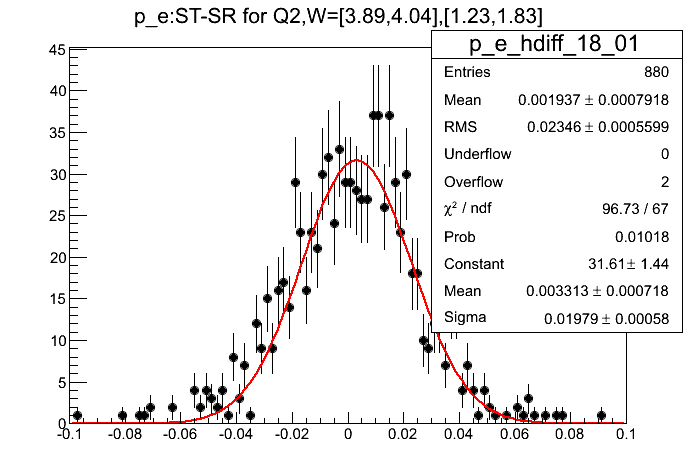 p_e:ST-SR for Q2,W=[3.89,4.04],[1.23,1.83]
p_e_hdiff_18_01
Entries 880
Mean 0.001937 ± 0.0007918
RMS 0.02346 ± 0.0005599
Underflow 0
Overflow 2
χ² / ndf 96.73 / 67
Prob 0.01018
Constant 31.61± 1.44
Mean 0.003313 ± 0.000718
Sigma 0.01979 ± 0.00058
45
40
35
30
25
20
15
10
5
0
-0.1 -0.08 -0.06 -0.04 -0.02 0 0.02 0.04 0.06 0.08 0.1